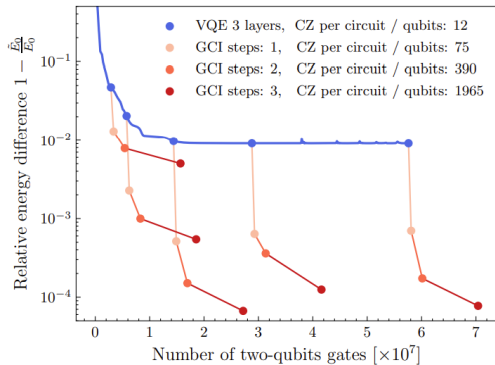 VQE 3 layers, CZ per circuit / qubits: 12
GCI steps: 1, CZ per circuit / qubits: 75
GCI steps: 2, CZ per circuit / qubits: 390
GCI steps: 3, CZ per circuit / qubits: 1965
Relative energy difference 1 − Ẽ₀/E₀
10⁻¹
10⁻²
10⁻³
10⁻⁴
0 1 2 3 4 5 6 7
Number of two-qubits gates [×10⁷]